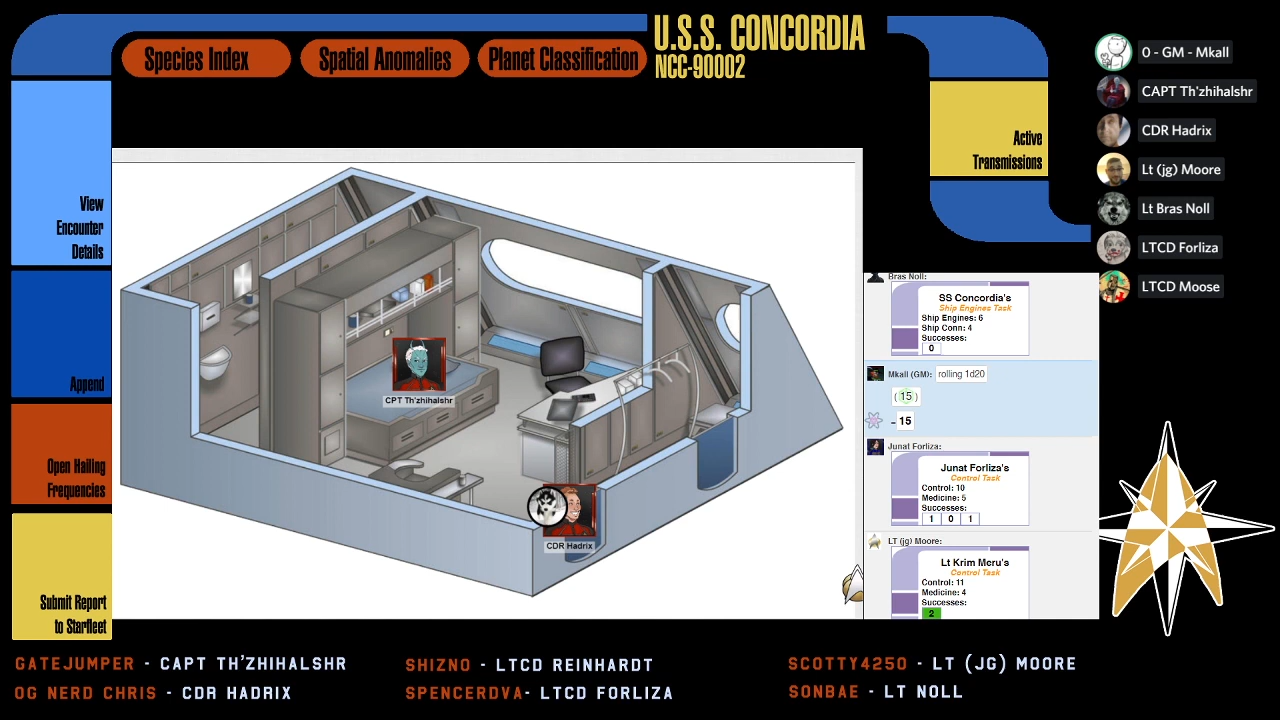 Species Index
Spatial Anomalies
Planet Classification
U.S.S. CONCORDIA
NCC-90002
View
Encounter
Details
Append
Open Hailing
Frequencies
Submit Report
to Starfleet
Active
Transmissions
0 - GM - Mkall
CAPT Th'zhihalshr
CDR Hadrix
Lt (jg) Moore
Lt Bras Noll
LTCD Forliza
LTCD Moose
CPT Th'zhihalshr
CDR Hadrix
Bras Noll:
SS Concordia's
Ship Engines Task
Ship Engines: 6
Ship Conn: 4
Successes:
0
Mkall (GM): rolling 1d20
(15)
15
Junat Forliza:
Junat Forliza's
Control Task
Control: 10
Medicine: 5
Successes:
1 0 1
LT (jg) Moore:
Lt Krim Meru's
Control Task
Control: 11
Medicine: 4
Successes:
2
GATEJUMPER - CAPT TH'ZHIHALSHR
OG NERD CHRIS - CDR HADRIX
SHIZNO - LTCD REINHARDT
SPENCERDVA- LTCD FORLIZA
SCOTTY4250 - LT (JG) MOORE
SONBAE - LT NOLL